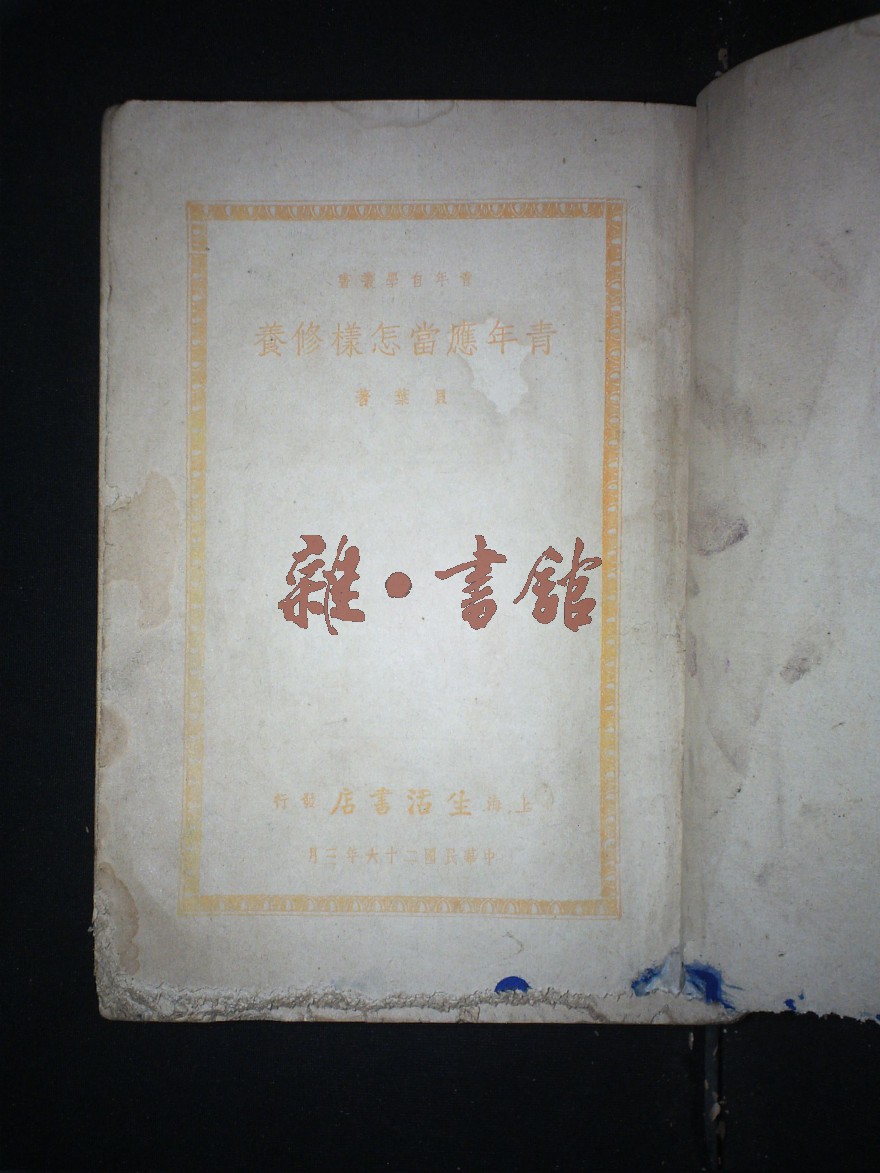 青年自學叢書
青年應當怎樣修養
貝葉著
雜·書館
上海生活書店發行
中華民國二十六年三月